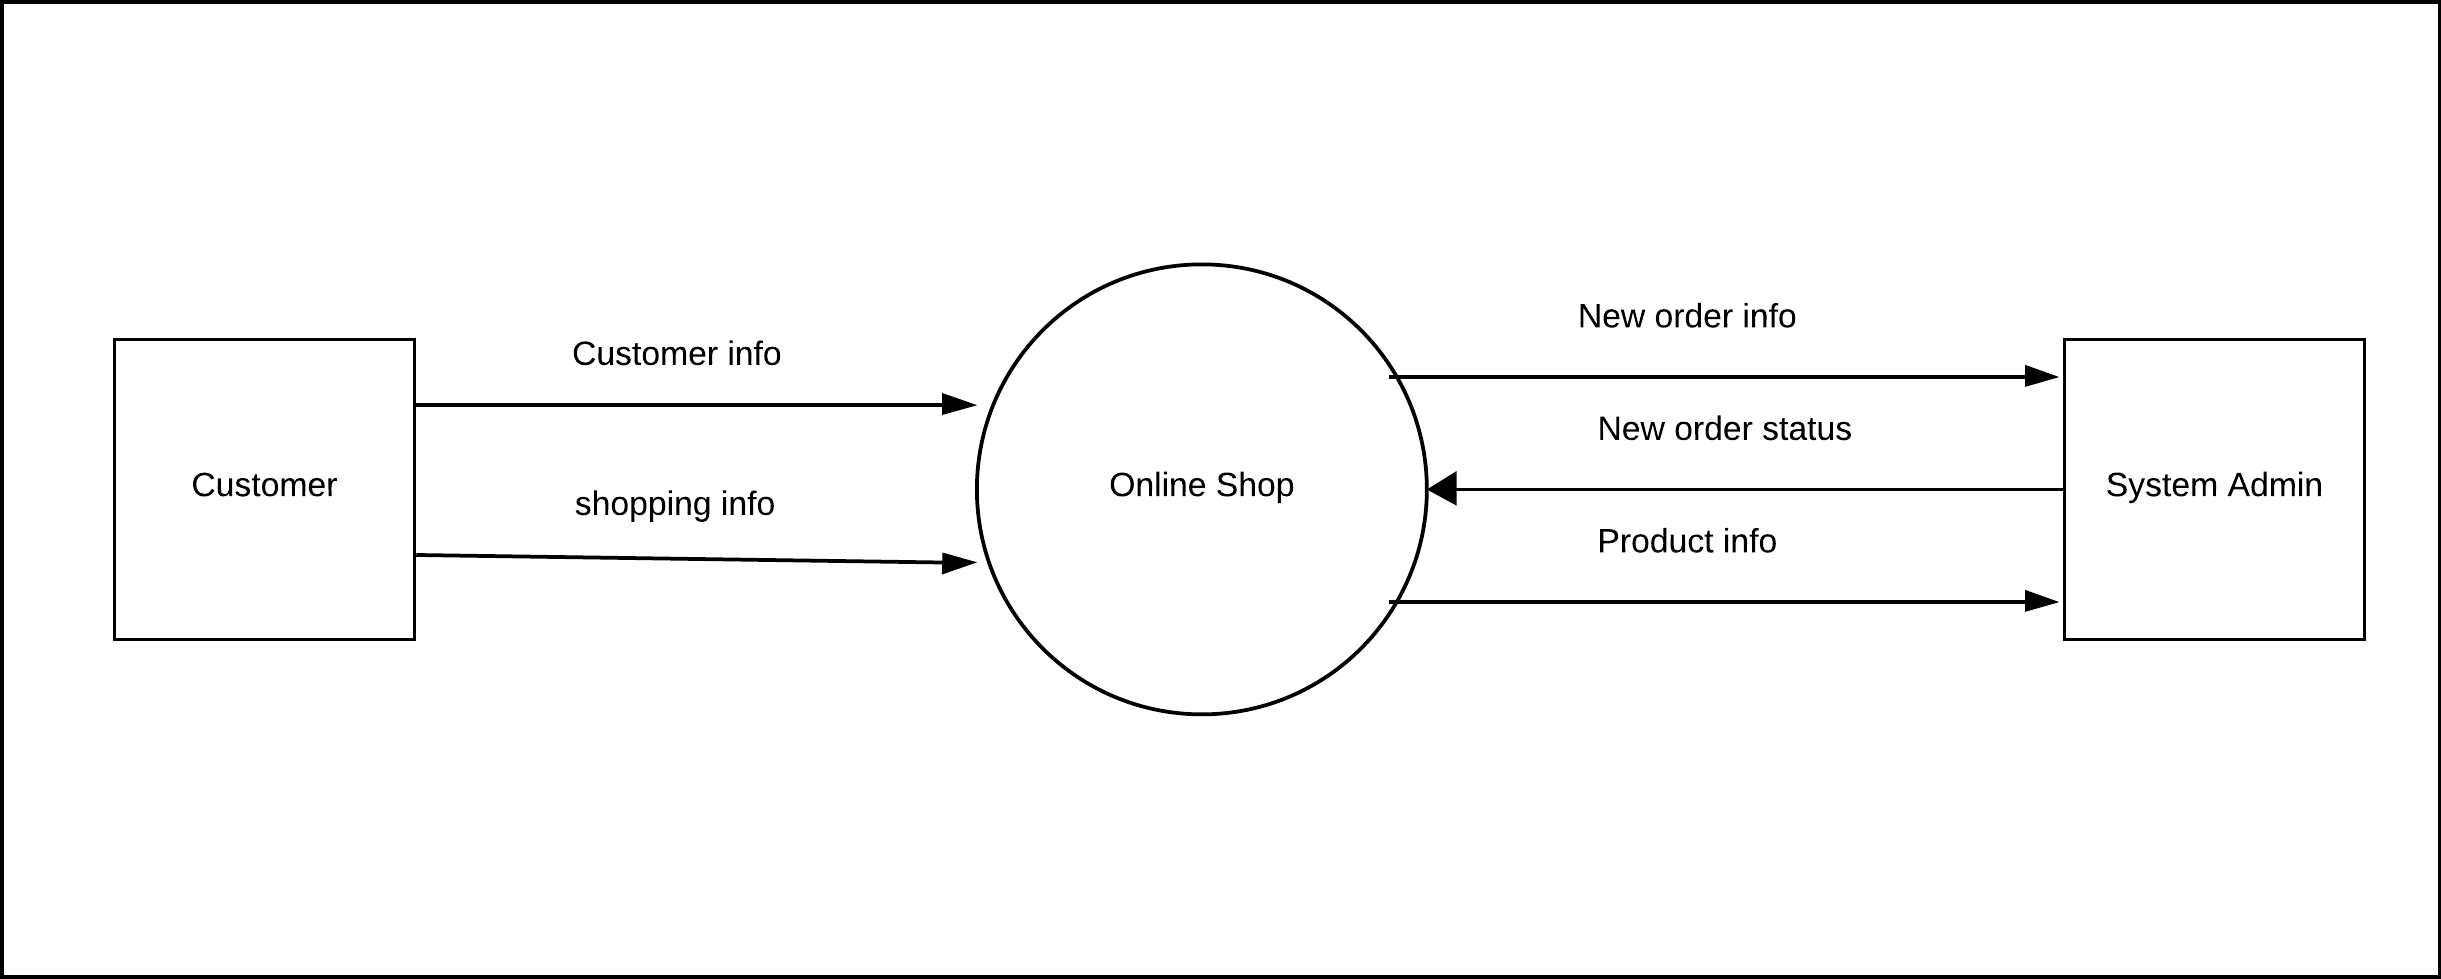 Customer
Customer info
shopping info
Online Shop
New order info
New order status
Product info
System Admin